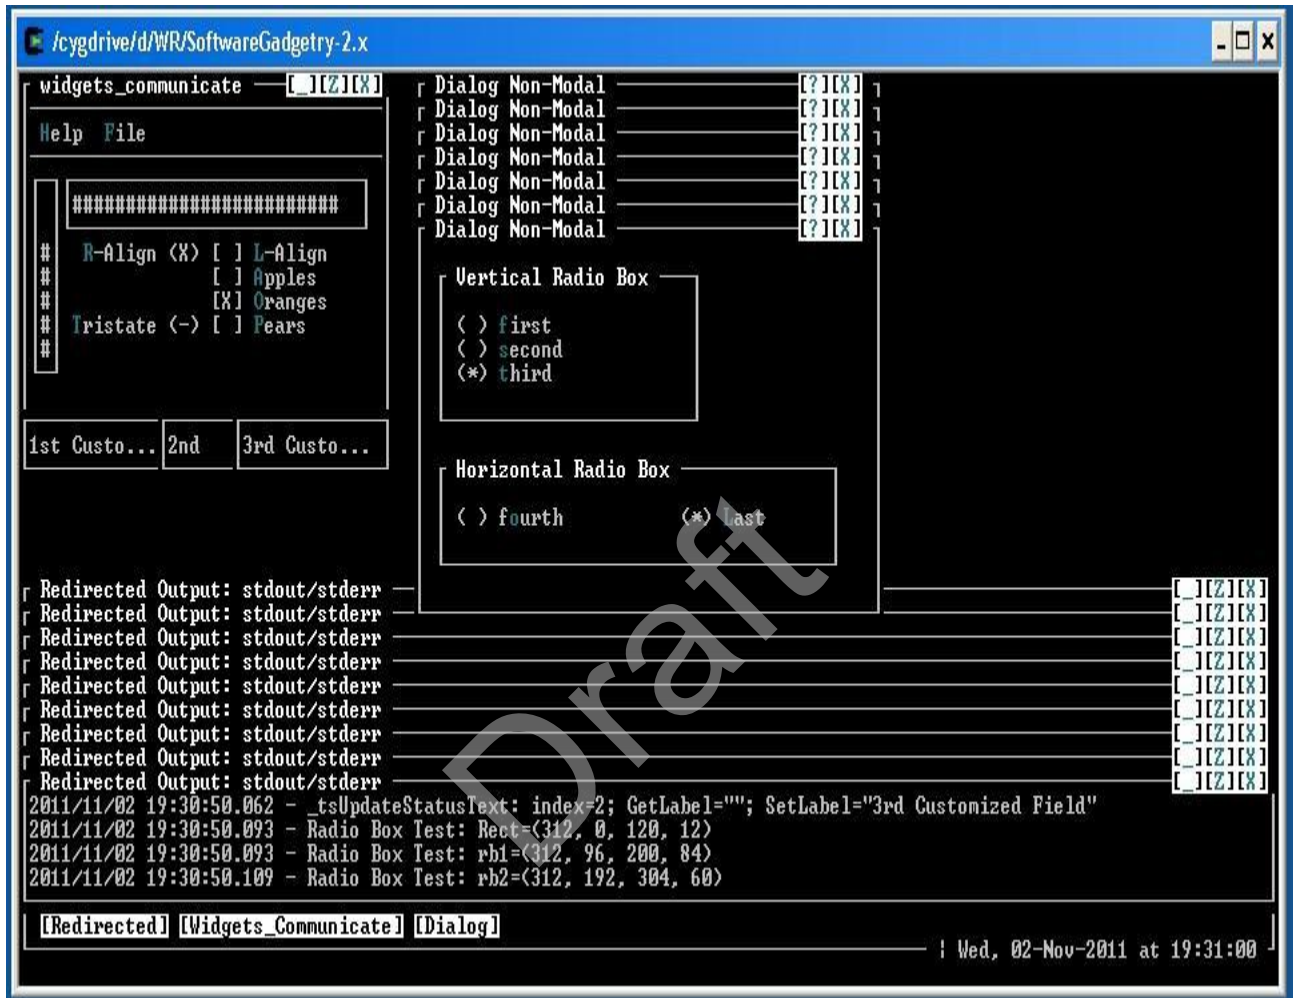 /cygdrive/d/WR/SoftwareGadgetry-2.x
widgets_communicate [_][Z][X]
Help File
#########################
R-Align (X) [ ] L-Align
[ ] Apples
[X] Oranges
Tristate (-) [ ] Pears
#
#
#
#
#
1st Custo... 2nd 3rd Custo...
Dialog Non-Modal [?][X]
Dialog Non-Modal [?][X]
Dialog Non-Modal [?][X]
Dialog Non-Modal [?][X]
Dialog Non-Modal [?][X]
Dialog Non-Modal [?][X]
Dialog Non-Modal [?][X]
Vertical Radio Box
( ) first
( ) second
(*) third
Horizontal Radio Box
( ) fourth (*) Last
Redirected Output: stdout/stderr [_][Z][X]
Redirected Output: stdout/stderr [_][Z][X]
Redirected Output: stdout/stderr [_][Z][X]
Redirected Output: stdout/stderr [_][Z][X]
Redirected Output: stdout/stderr [_][Z][X]
Redirected Output: stdout/stderr [_][Z][X]
Redirected Output: stdout/stderr [_][Z][X]
Redirected Output: stdout/stderr [_][Z][X]
Redirected Output: stdout/stderr [_][Z][X]
2011/11/02 19:30:50.062 - _tsUpdateStatusText: index=2; GetLabel=""; SetLabel="3rd Customized Field"
2011/11/02 19:30:50.093 - Radio Box Test: Rect=(312, 0, 120, 12)
2011/11/02 19:30:50.093 - Radio Box Test: rb1=(312, 96, 200, 84)
2011/11/02 19:30:50.109 - Radio Box Test: rb2=(312, 192, 304, 60)
[Redirected] [Widgets_Communicate] [Dialog]
¦ Wed, 02-Nov-2011 at 19:31:00
Draft